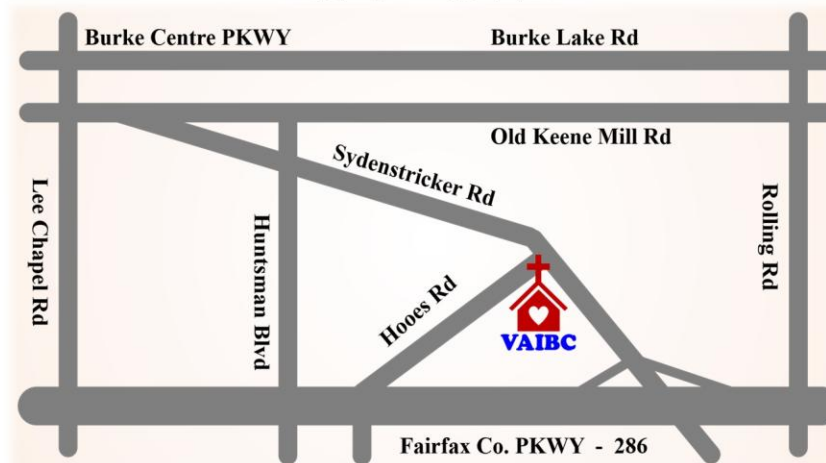 Burke Centre PKWY
Burke Lake Rd
Old Keene Mill Rd
Sydenstricker Rd
Lee Chapel Rd
Huntsman Blvd
Hooes Rd
Rolling Rd
VAIBC
Fairfax Co. PKWY - 286